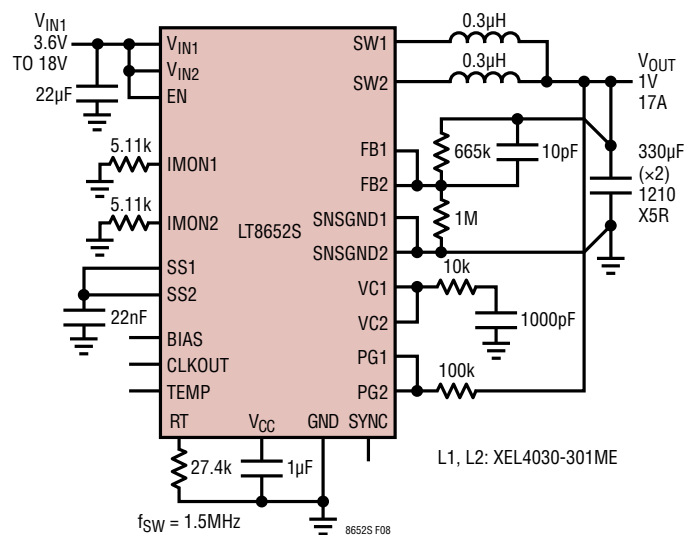 VIN1
3.6V
TO 18V
22µF
5.11k
5.11k
22nF
VIN1
VIN2
EN
IMON1
IMON2
SS1
SS2
BIAS
CLKOUT
TEMP
RT
VCC
GND
SYNC
LT8652S
SW1
SW2
FB1
FB2
SNSGND1
SNSGND2
VC1
VC2
PG1
PG2
0.3µH
0.3µH
VOUT
1V
17A
665k
10pF
330µF
(×2)
1210
X5R
1M
10k
1000pF
100k
27.4k
1µF
L1, L2: XEL4030-301ME
fSW = 1.5MHz
8652S F08